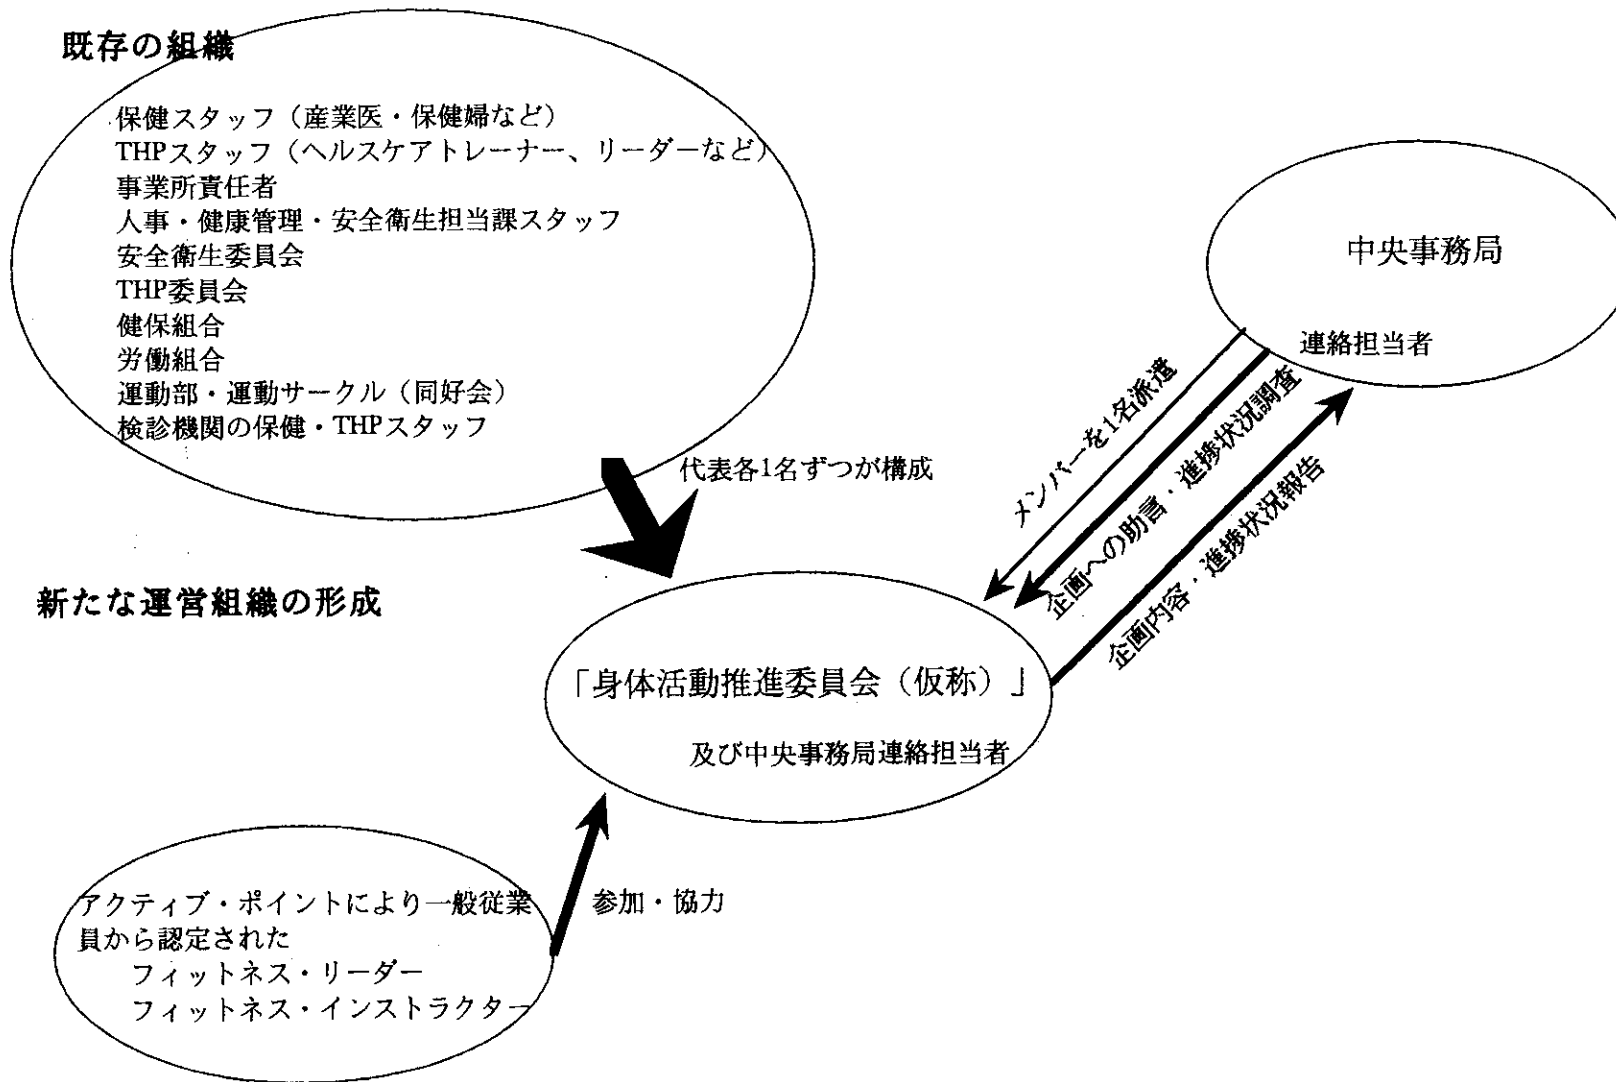 既存の組織
保健スタッフ（産業医・保健婦など）
THPスタッフ（ヘルスケアトレーナー、リーダーなど）
事業所責任者
人事・健康管理・安全衛生担当課スタッフ
安全衛生委員会
THP委員会
健保組合
労働組合
運動部・運動サークル（同好会）
検診機関の保健・THPスタッフ
代表各1名ずつが構成
中央事務局
連絡担当者
メンバーを1名派遣
企画への助言・進捗状況調査
企画内容・進捗状況報告
新たな運営組織の形成
「身体活動推進委員会（仮称）」
及び中央事務局連絡担当者
参加・協力
アクティブ・ポイントにより一般従業
員から認定された
フィットネス・リーダー
フィットネス・インストラクター